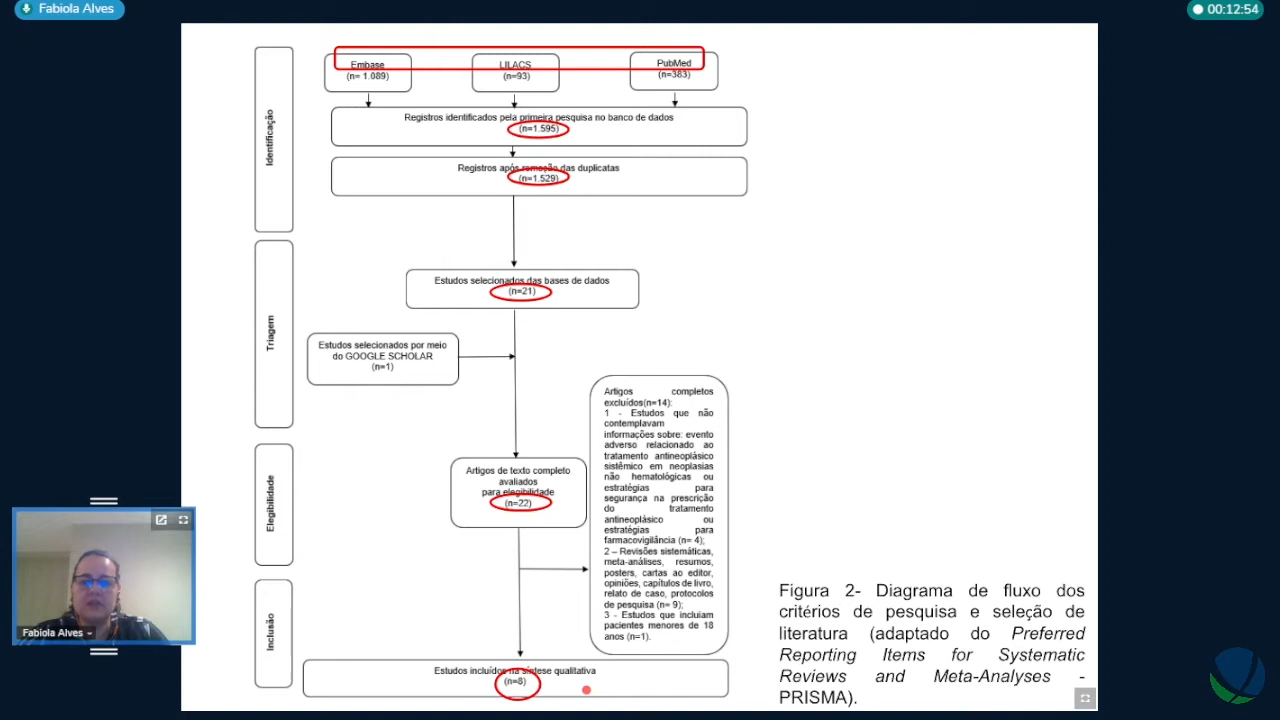 Fabiola Alves
00:12:54
Embase
(n= 1.089)
LILACS
(n=93)
PubMed
(n=383)
Identificação
Registros identificados pela primeira pesquisa no banco de dados
(n=1.595)
Registros após remoção das duplicatas
(n=1.529)
Triagem
Estudos selecionados das bases de dados
(n=21)
Estudos selecionados por meio
do GOOGLE SCHOLAR
(n=1)
Elegibilidade
Artigos de texto completo
avaliados
para elegibilidade
(n=22)
Artigos completos
excluídos(n=14):
1 - Estudos que não
contemplavam
informações sobre: evento
adverso relacionado ao
tratamento antineoplásico
sistêmico em neoplasias
não hematológicas ou
estratégias para
segurança na prescrição
do tratamento
antineoplásico ou
estratégias para
farmacovigilância (n= 4);
2 – Revisões sistemáticas,
meta-análises, resumos,
posters, cartas ao editor,
opiniões, capítulos de livro,
relato de caso, protocolos
de pesquisa (n= 9);
3 - Estudos que incluiam
pacientes menores de 18
anos (n=1).
Inclusão
Estudos incluídos na síntese qualitativa
(n=8)
Figura 2- Diagrama de fluxo dos
critérios de pesquisa e seleção de
literatura (adaptado do Preferred
Reporting Items for Systematic
Reviews and Meta-Analyses -
PRISMA).
Fabiola Alves